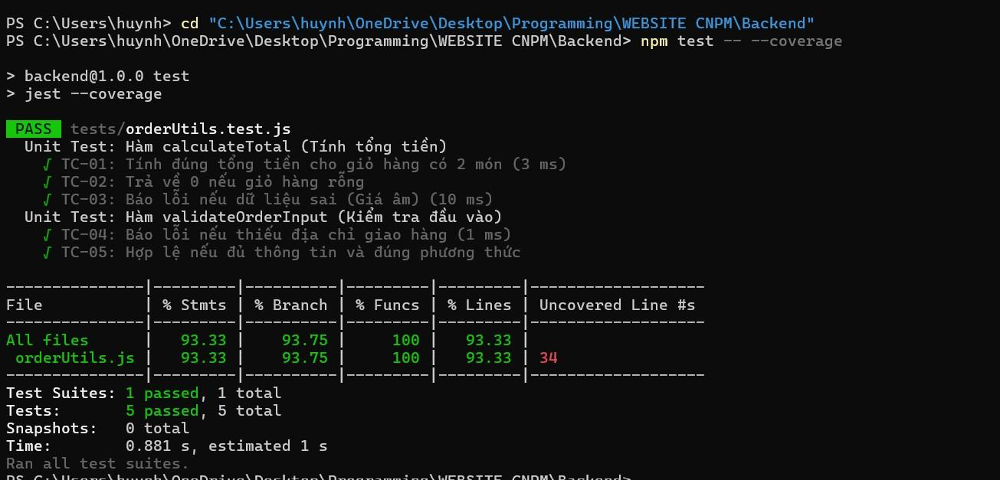 PS C:\Users\huynh> cd "C:\Users\huynh\OneDrive\Desktop\Programming\WEBSITE CNPM\Backend"
PS C:\Users\huynh\OneDrive\Desktop\Programming\WEBSITE CNPM\Backend> npm test -- --coverage
> backend@1.0.0 test
> jest --coverage
PASS tests/orderUtils.test.js
Unit Test: Hàm calculateTotal (Tính tổng tiền)
√ TC-01: Tính đúng tổng tiền cho giỏ hàng có 2 món (3 ms)
√ TC-02: Trả về 0 nếu giỏ hàng rỗng
√ TC-03: Báo lỗi nếu dữ liệu sai (Giá âm) (10 ms)
Unit Test: Hàm validateOrderInput (Kiểm tra đầu vào)
√ TC-04: Báo lỗi nếu thiếu địa chỉ giao hàng (1 ms)
√ TC-05: Hợp lệ nếu đủ thông tin và đúng phương thức
---------------|---------|----------|---------|---------|-------------------
File | % Stmts | % Branch | % Funcs | % Lines | Uncovered Line #s
---------------|---------|----------|---------|---------|-------------------
All files | 93.33 | 93.75 | 100 | 93.33 |
orderUtils.js | 93.33 | 93.75 | 100 | 93.33 | 34
---------------|---------|----------|---------|---------|-------------------
Test Suites: 1 passed, 1 total
Tests: 5 passed, 5 total
Snapshots: 0 total
Time: 0.881 s, estimated 1 s
Ran all test suites.
PS C:\Users\huynh\OneDrive\Desktop\Programming\WEBSITE CNPM\Backend>